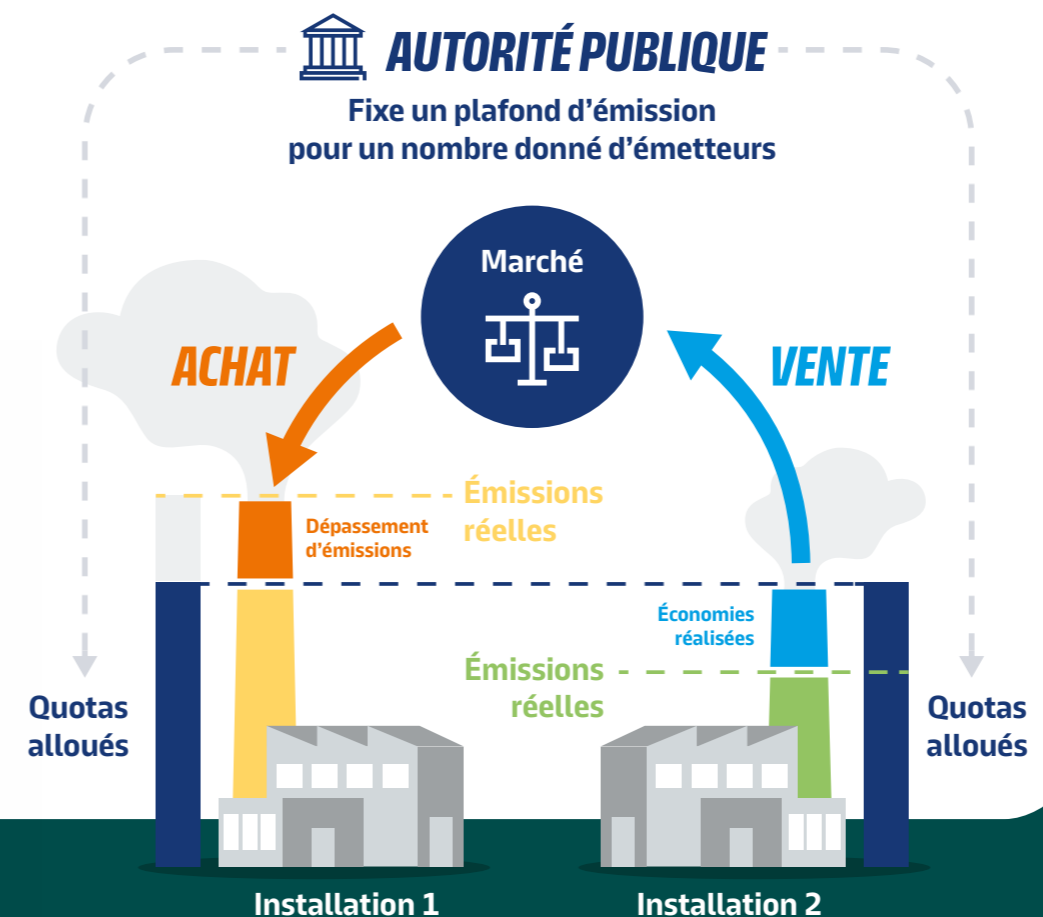 AUTORITÉ PUBLIQUE
Fixe un plafond d'émission
pour un nombre donné d'émetteurs
Marché
ACHAT
VENTE
Émissions
réelles
Dépassement
d'émissions
Économies
réalisées
Émissions
réelles
Quotas
alloués
Quotas
alloués
Installation 1
Installation 2